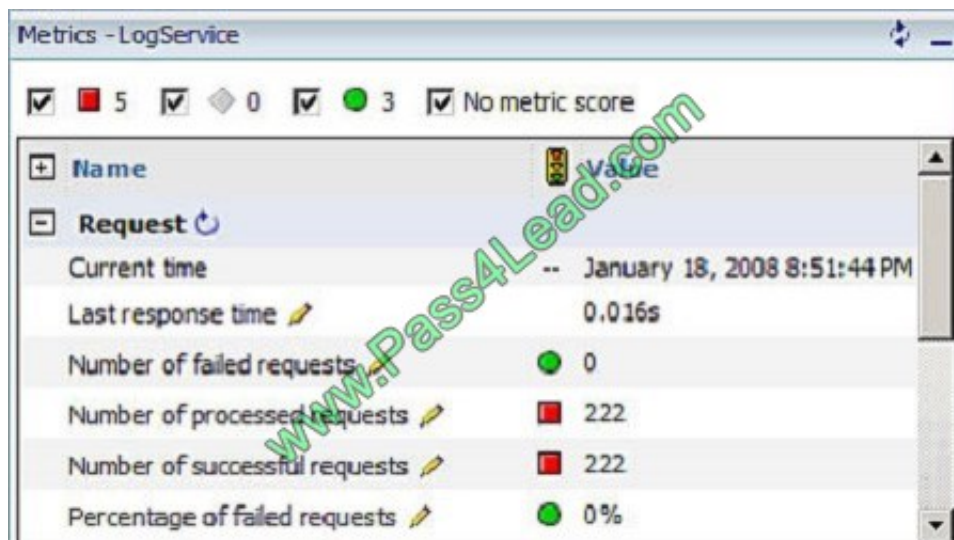 Metrics - LogService
5 0 3 No metric score
Name Value
Request
Current time -- January 18, 2008 8:51:44 PM
Last response time 0.016s
Number of failed requests 0
Number of processed requests 222
Number of successful requests 222
Percentage of failed requests 0%
www.Pass4Lead.com